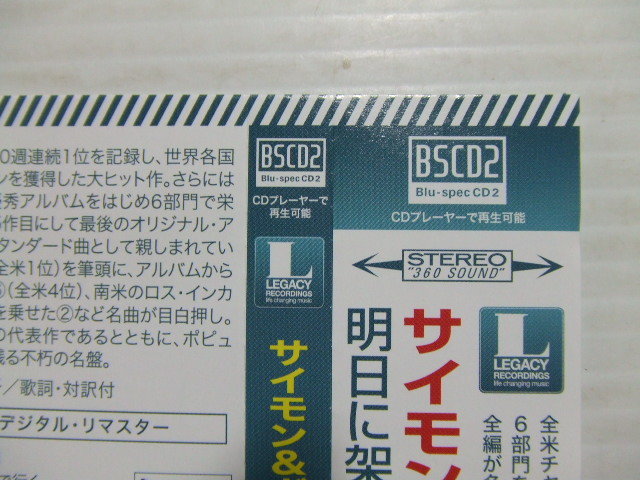 0週連続1位を記録し、世界各国
ンを獲得した大ヒット作。さらには
秀アルバムをはじめ6部門で栄
作目にして最後のオリジナル・ア
タンダード曲として親しまれてい
全米1位)を筆頭に、アルバムから
(全米4位)、南米のロス・インカ
を乗せた②など名曲が目白押し。
の代表作であるとともに、ポピュ
る不朽の名盤。
/歌詞・対訳付
デジタル・リマスター
BSCD2
Blu-spec CD2
CDプレーヤーで
再生可能
L
LEGACY
RECORDINGS
life changing music
サイモン&
BSCD2
Blu-spec CD2
CDプレーヤーで再生可能
STEREO
"360 SOUND"
サイモン
明日に架
L
LEGACY
RECORDINGS
life changing music
全米チャ
6部門を
全編が